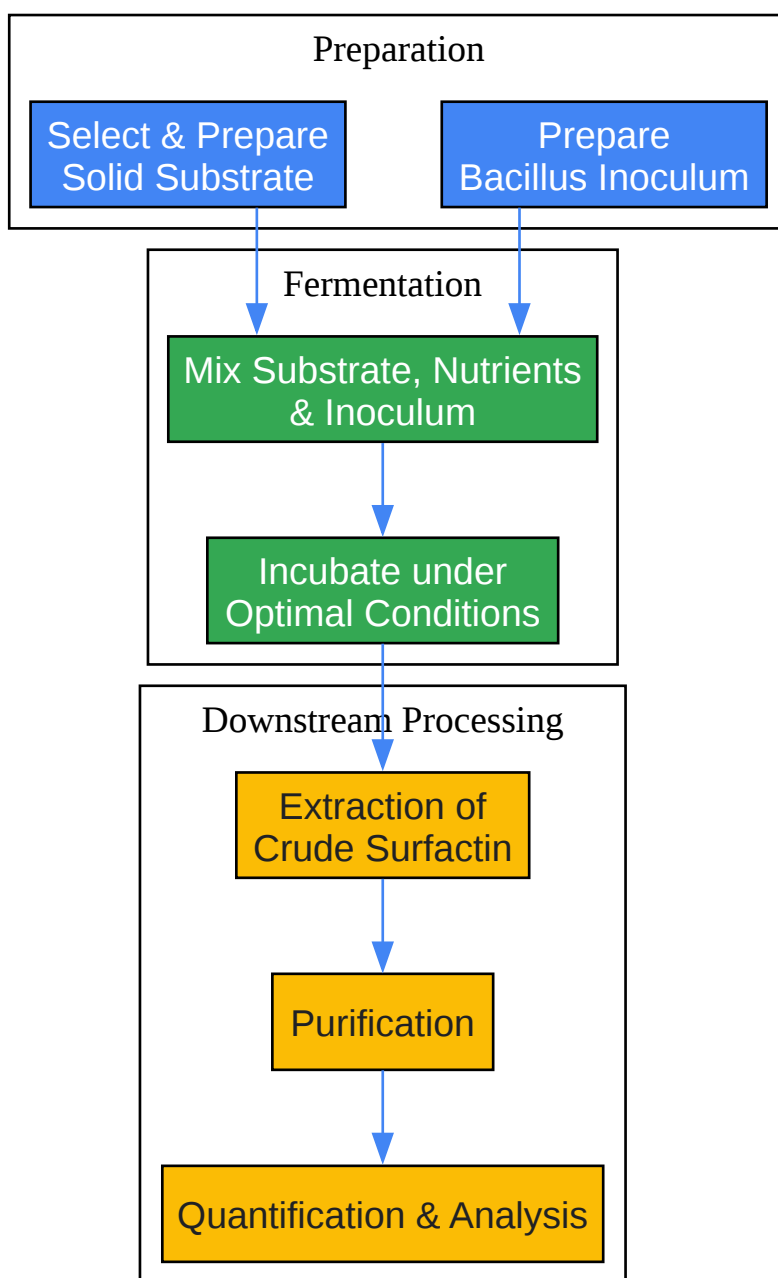 Preparation
Select & Prepare
Solid Substrate
Prepare
Bacillus Inoculum
Fermentation
Mix Substrate, Nutrients
& Inoculum
Incubate under
Optimal Conditions
Downstream Processing
Extraction of
Crude Surfactin
Purification
Quantification & Analysis